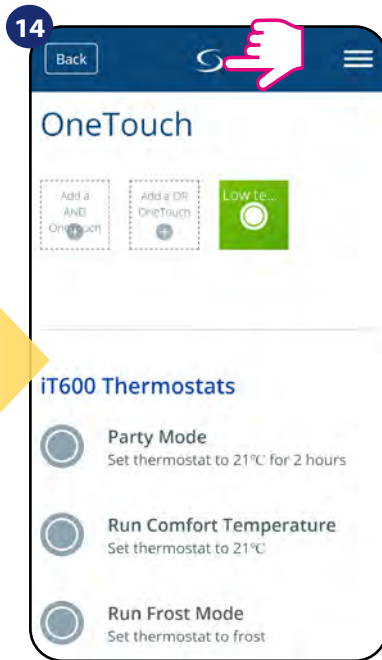 14
Back
OneTouch
Add a Add a OR Low te...
AND OneTouch
OneTouch
iT600 Thermostats
Party Mode
Set thermostat to 21°C for 2 hours
Run Comfort Temperature
Set thermostat to 21°C
Run Frost Mode
Set thermostat to frost